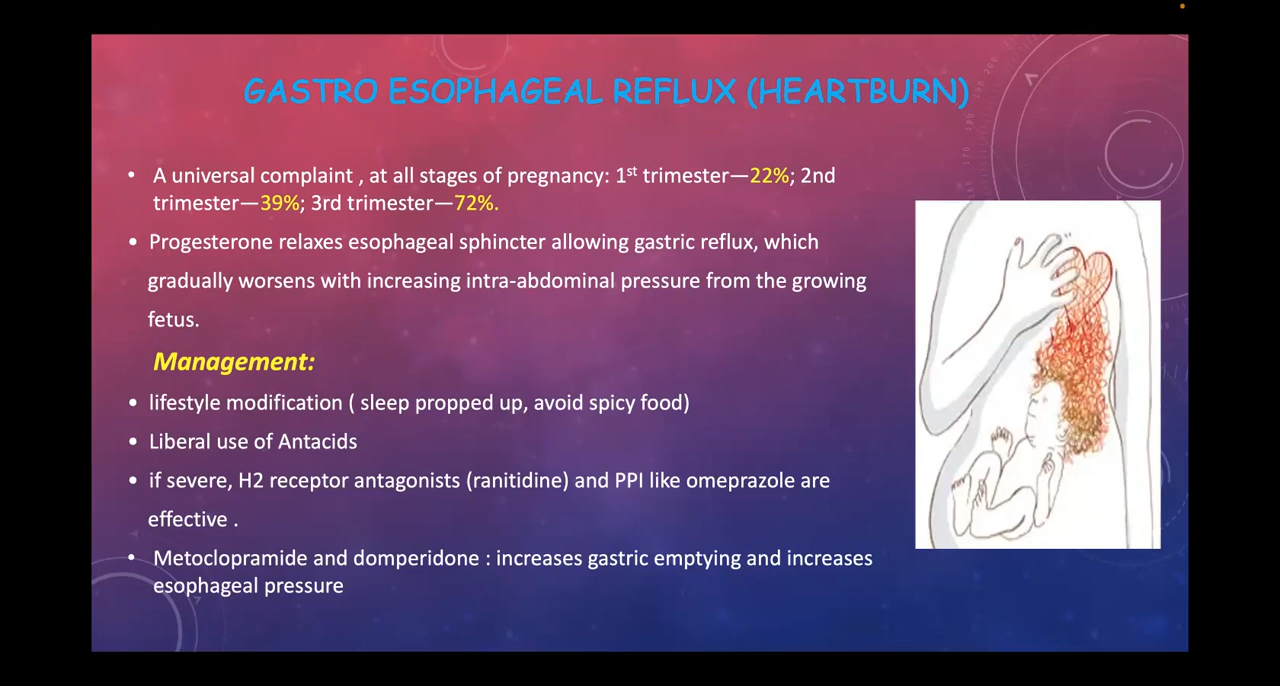 GASTRO ESOPHAGEAL REFLUX (HEARTBURN)
• A universal complaint , at all stages of pregnancy: 1st trimester—22%; 2nd
trimester—39%; 3rd trimester—72%.
• Progesterone relaxes esophageal sphincter allowing gastric reflux, which
gradually worsens with increasing intra-abdominal pressure from the growing
fetus.
Management:
• lifestyle modification ( sleep propped up, avoid spicy food)
• Liberal use of Antacids
• if severe, H2 receptor antagonists (ranitidine) and PPI like omeprazole are
effective .
• Metoclopramide and domperidone : increases gastric emptying and increases
esophageal pressure